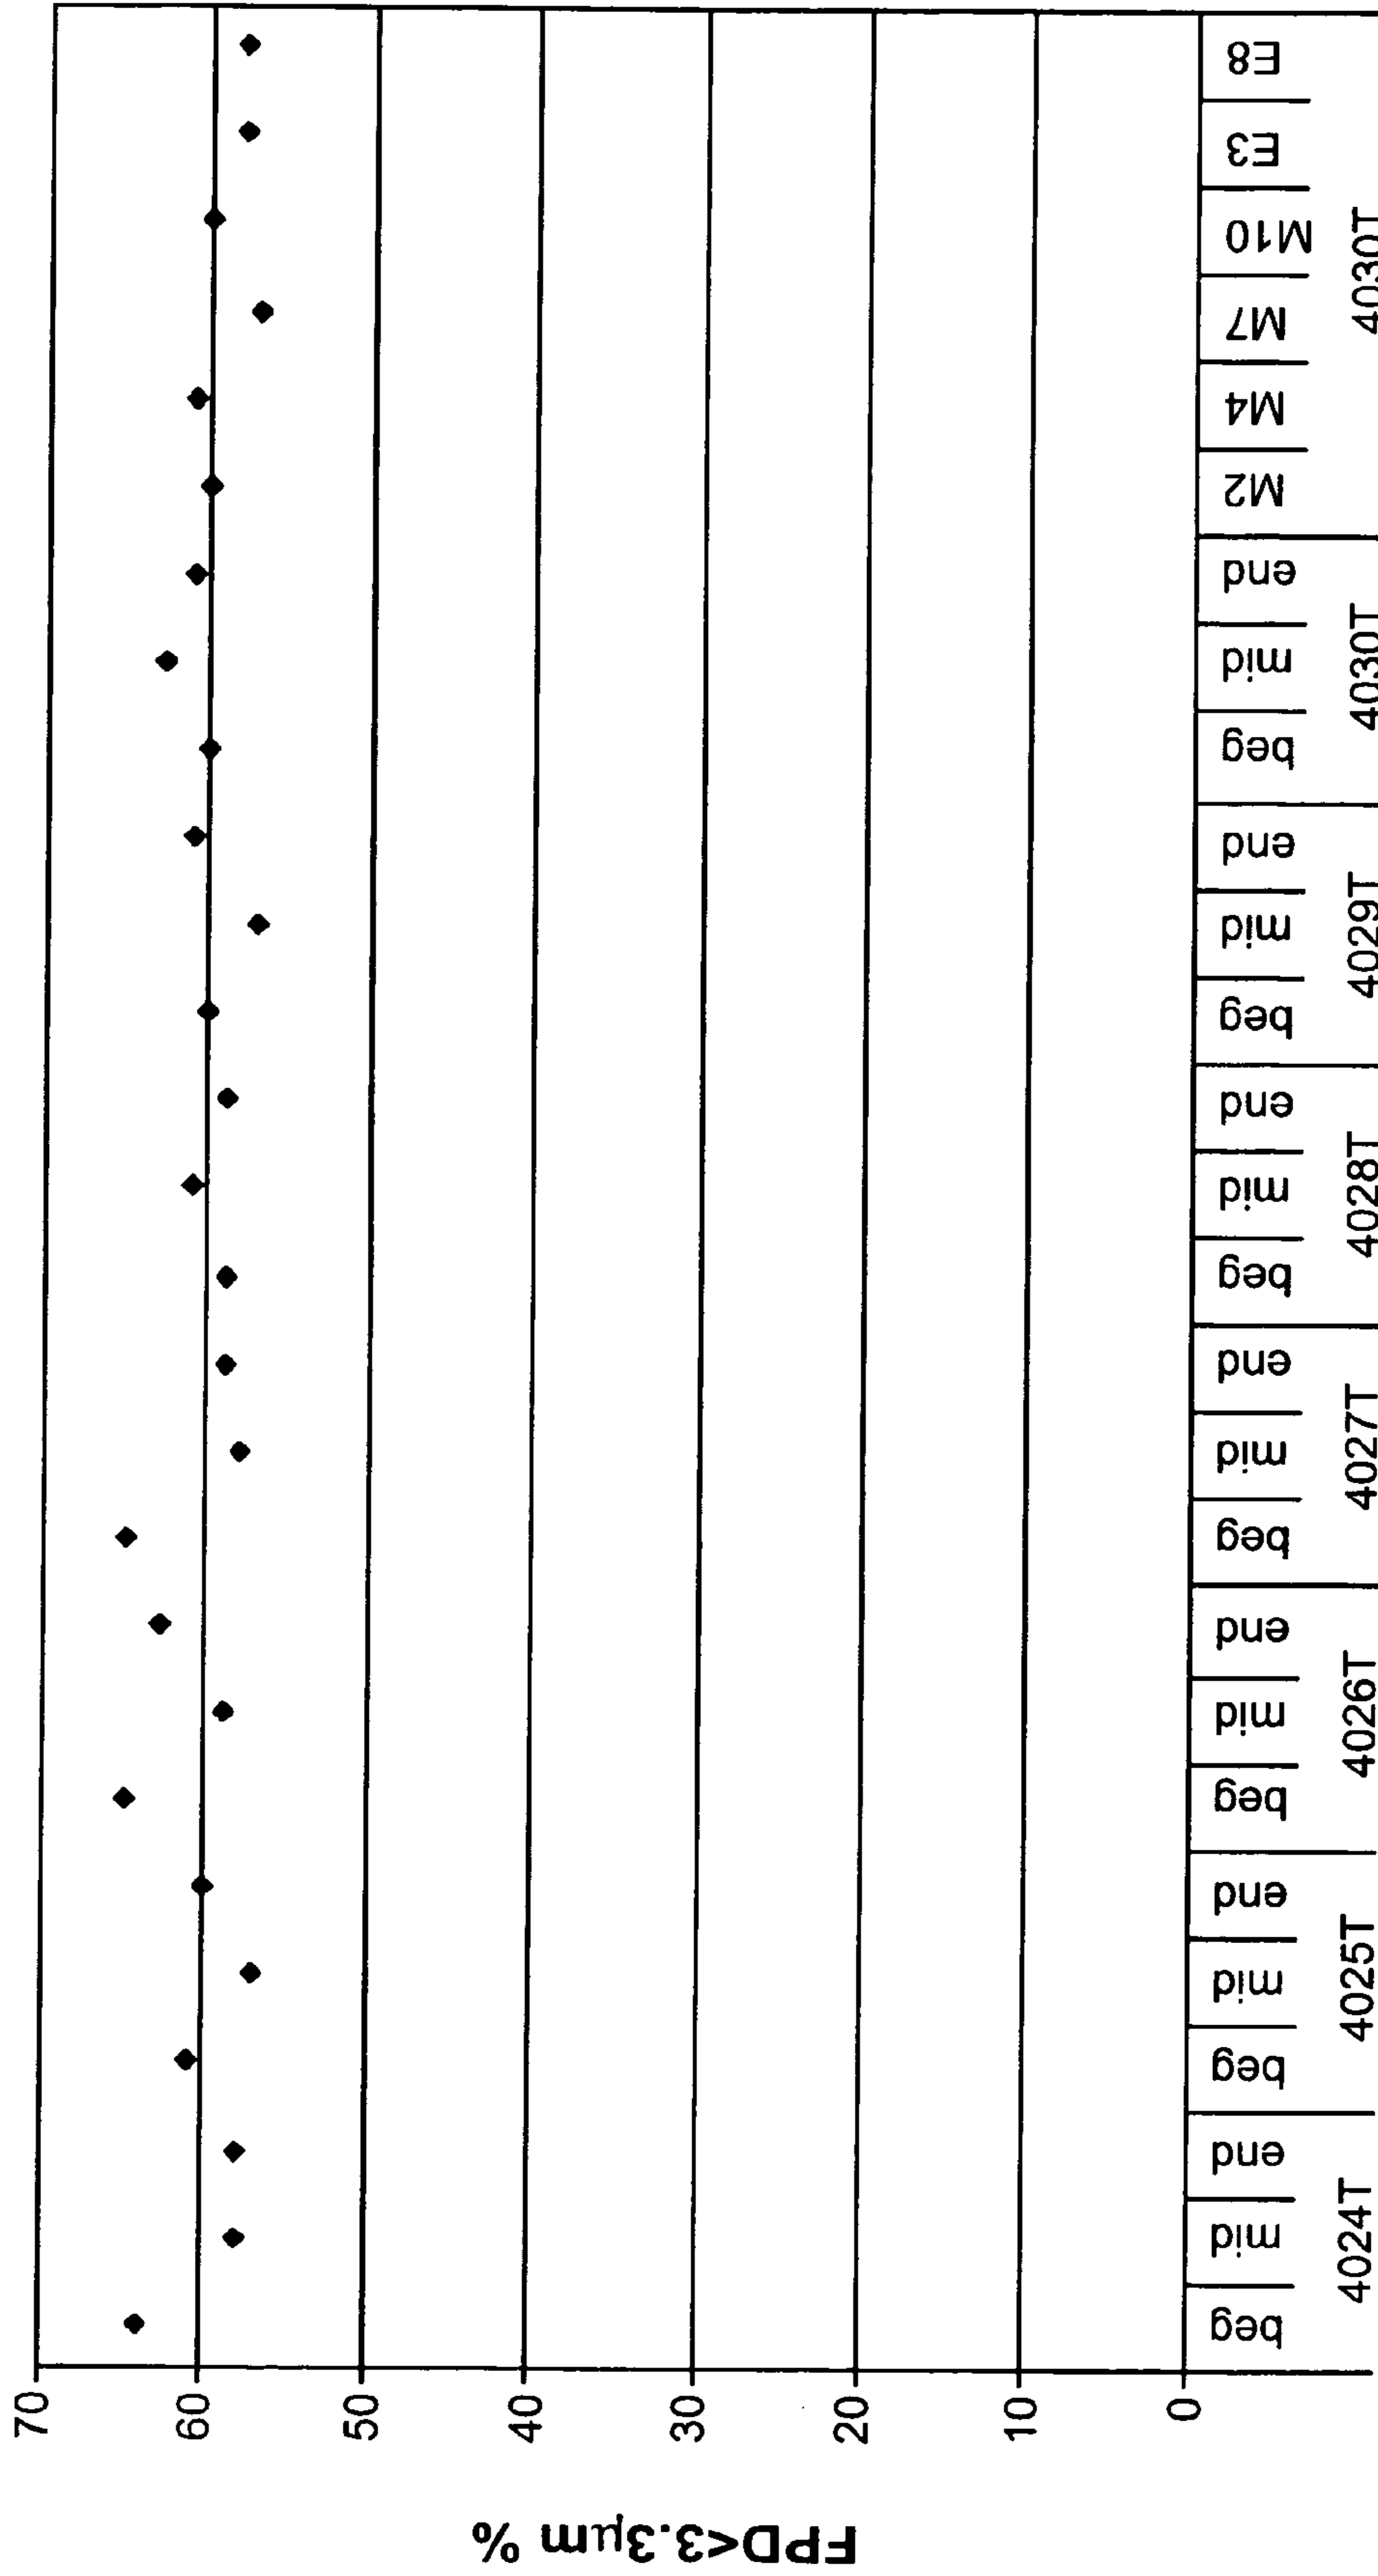 FPD<3.3µm %
70
60
50
40
30
20
10
0
beg mid end beg mid end beg mid end beg mid end beg mid end beg mid end beg mid end M2 M4 M7 M10 E3 E8
4024T 4025T 4026T 4027T 4028T 4029T 4030T 4030T